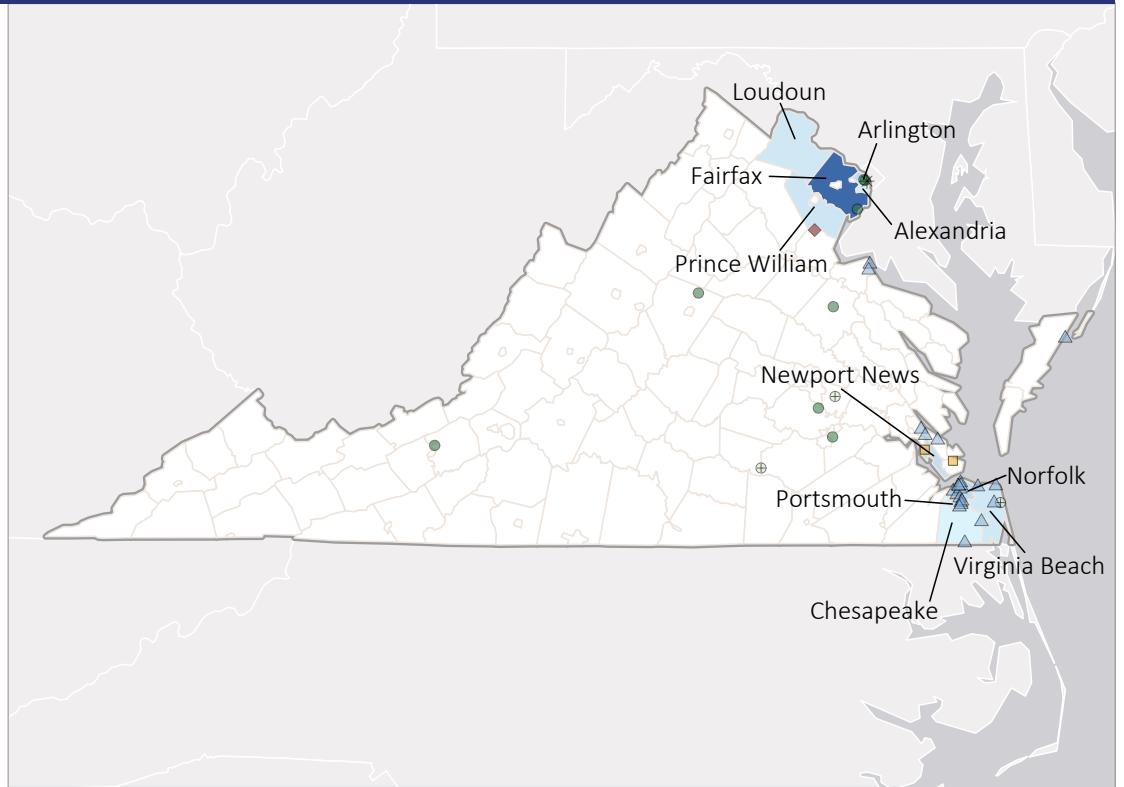 Loudoun
Arlington
Fairfax
Alexandria
Prince William
Newport News
Norfolk
Portsmouth
Virginia Beach
Chesapeake